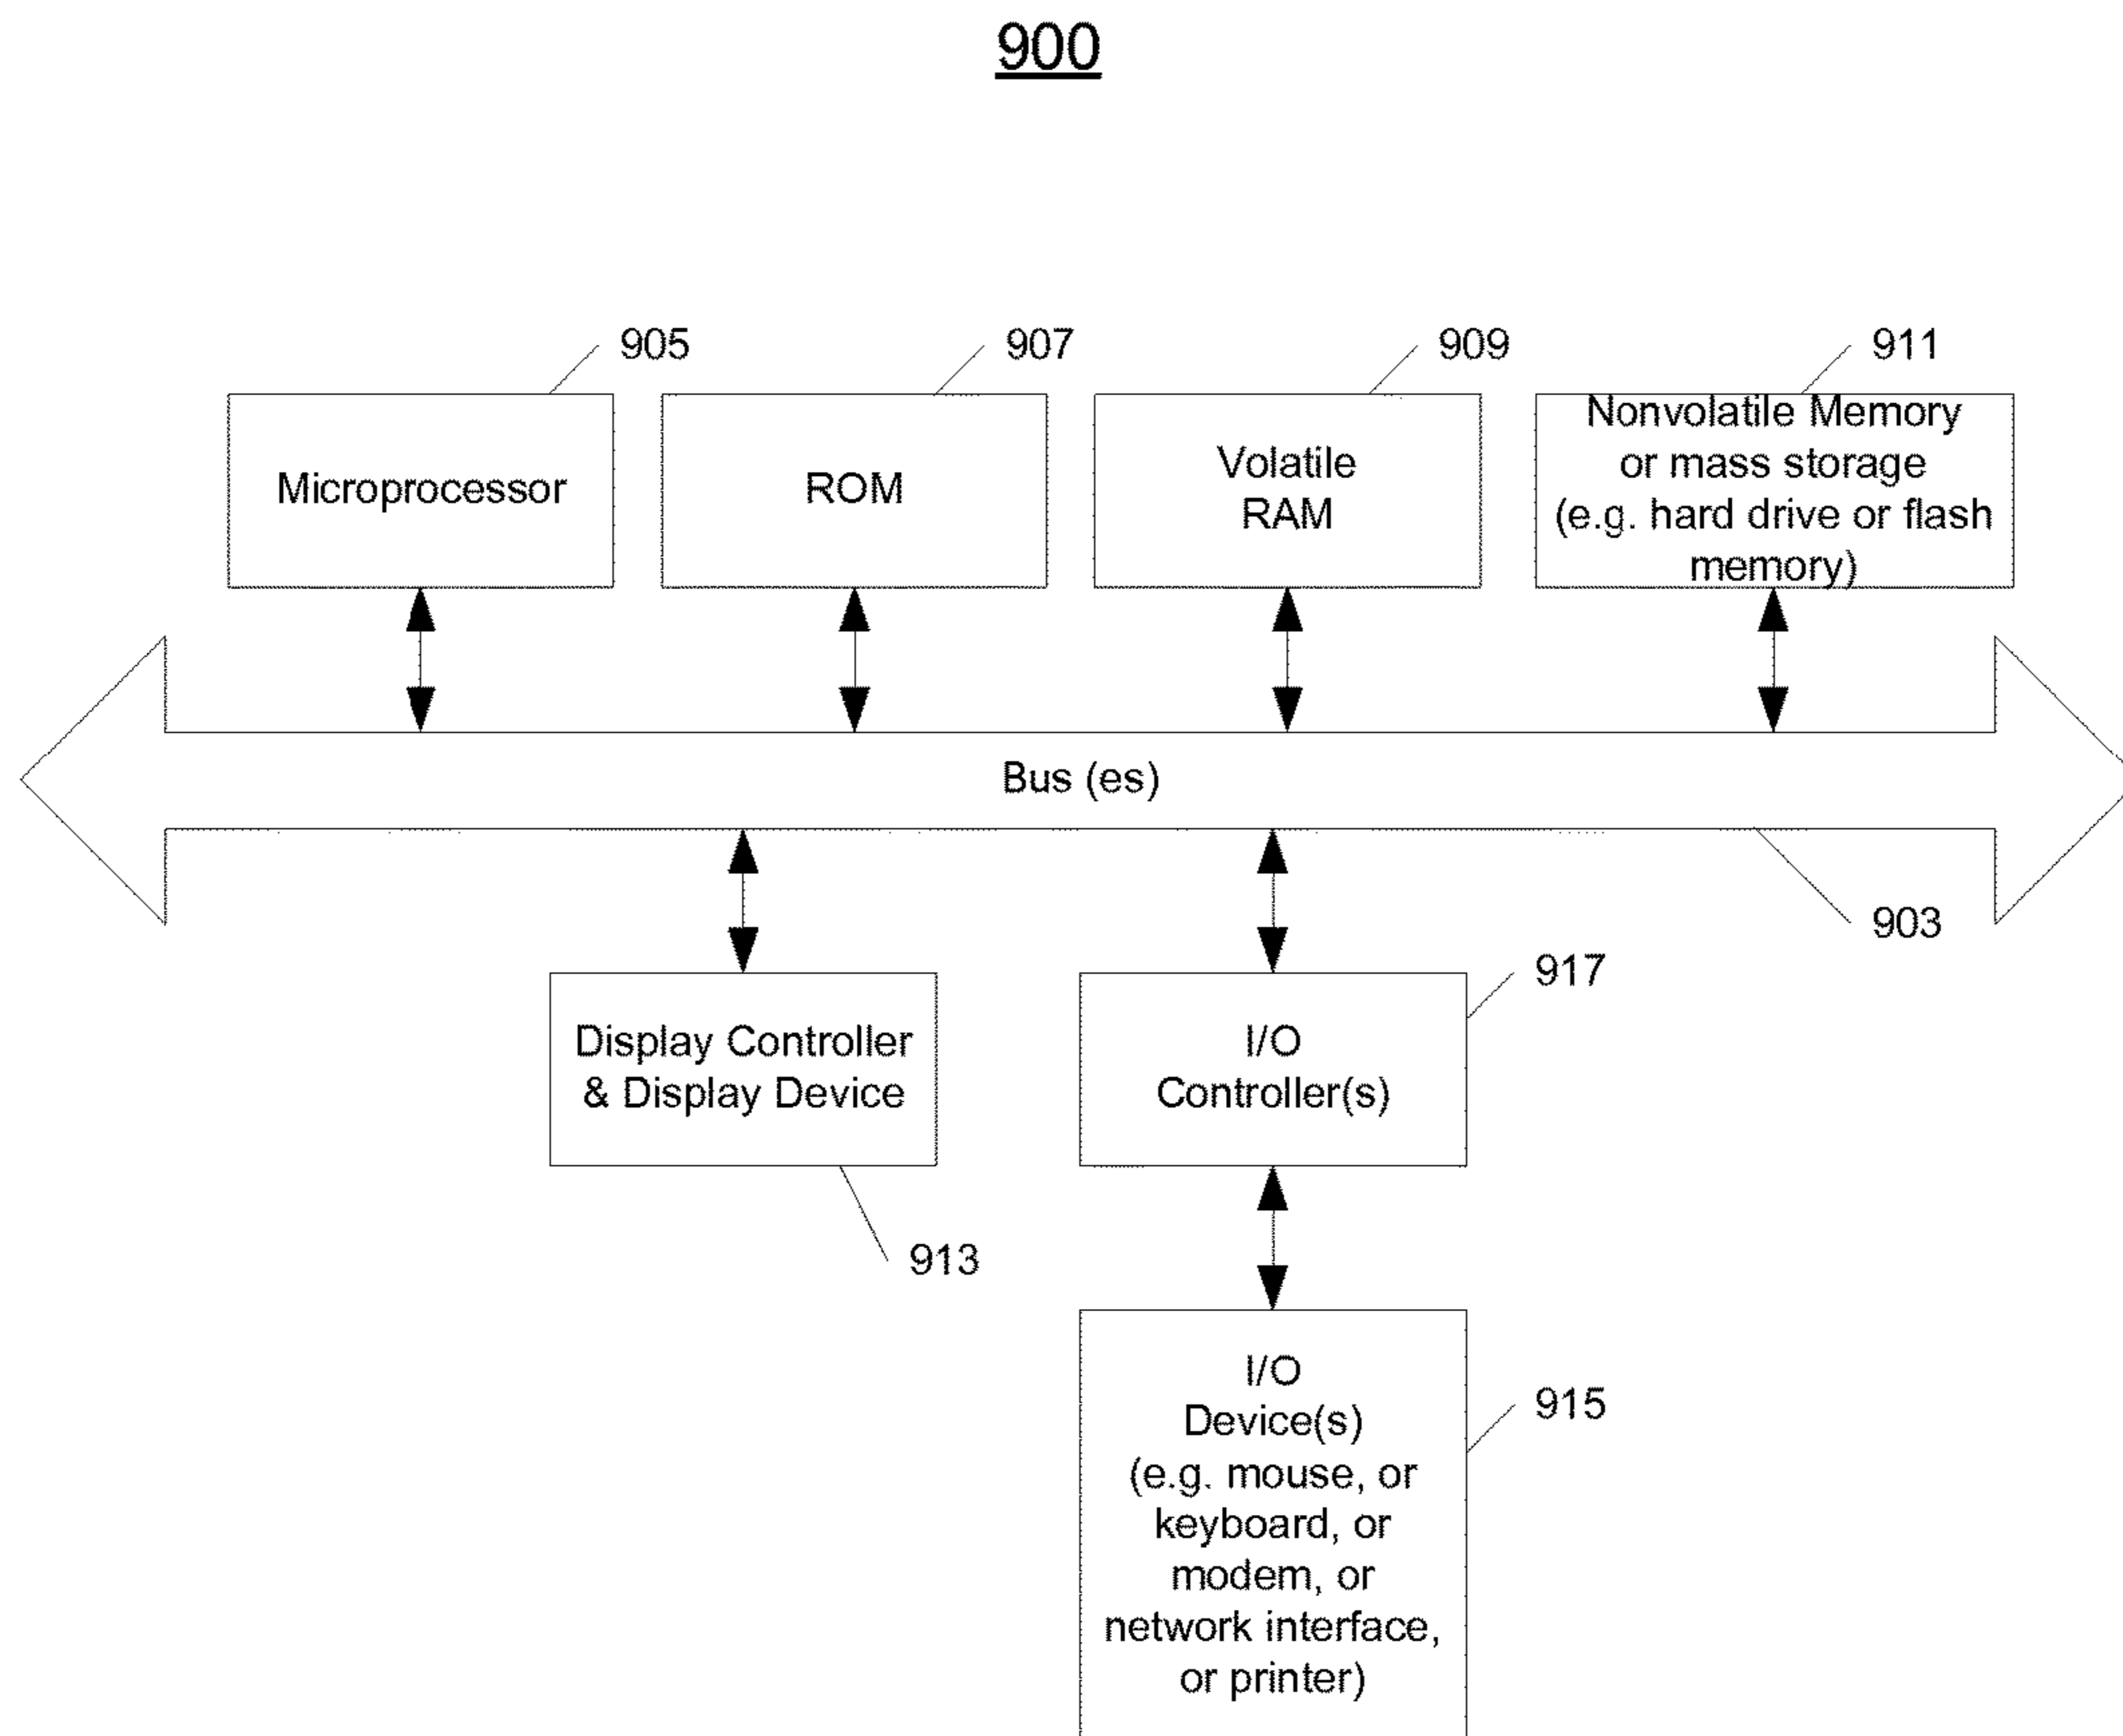 900
905
907
909
911
Microprocessor
ROM
Volatile
RAM
Nonvolatile Memory
or mass storage
(e.g. hard drive or flash
memory)
Bus (es)
903
917
Display Controller
& Display Device
I/O
Controller(s)
913
I/O
Device(s)
(e.g. mouse, or
keyboard, or
modem, or
network interface,
or printer)
915